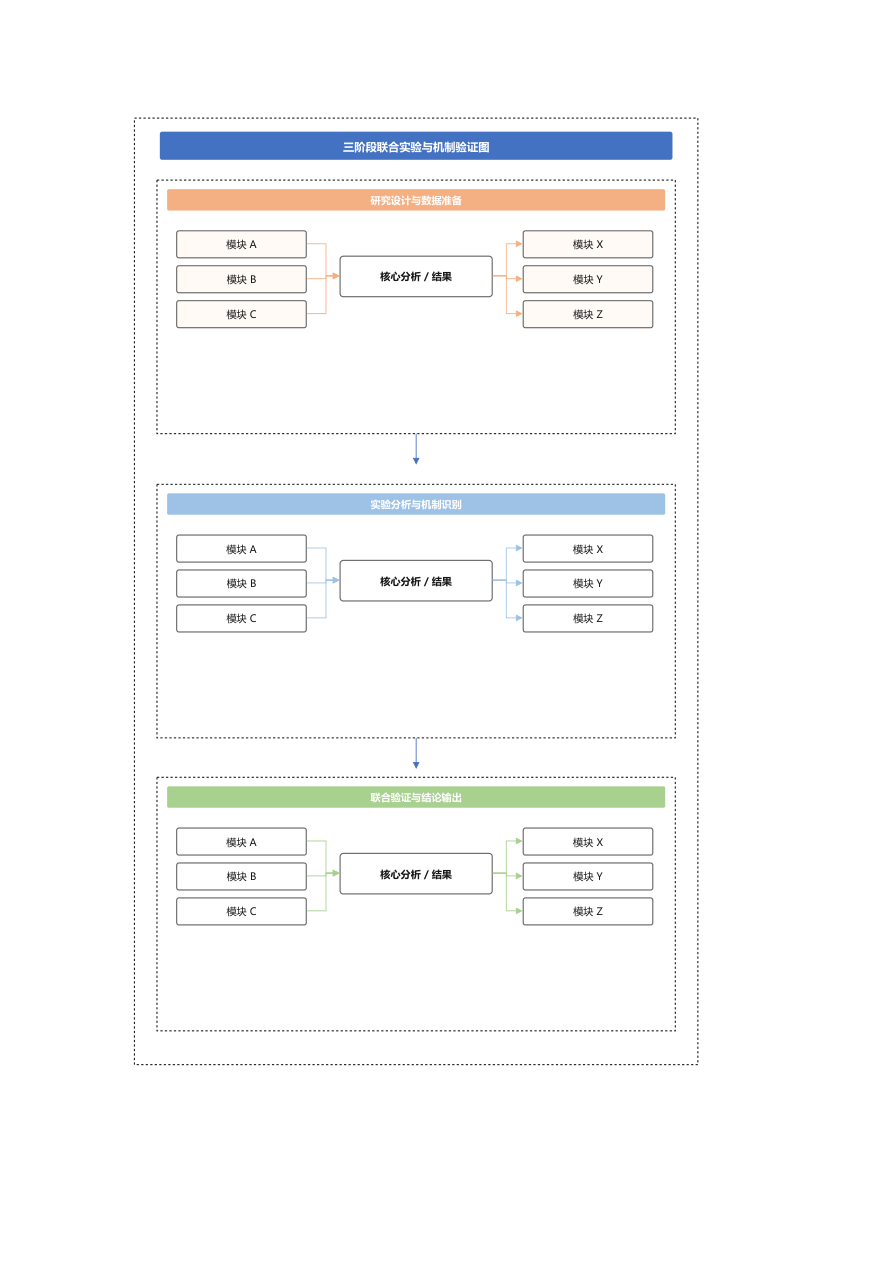 三阶段联合实验与机制验证图
研究设计与数据准备
模块 A
模块 B
模块 C
核心分析 / 结果
模块 X
模块 Y
模块 Z
实验分析与机制识别
模块 A
模块 B
模块 C
核心分析 / 结果
模块 X
模块 Y
模块 Z
联合验证与结论输出
模块 A
模块 B
模块 C
核心分析 / 结果
模块 X
模块 Y
模块 Z